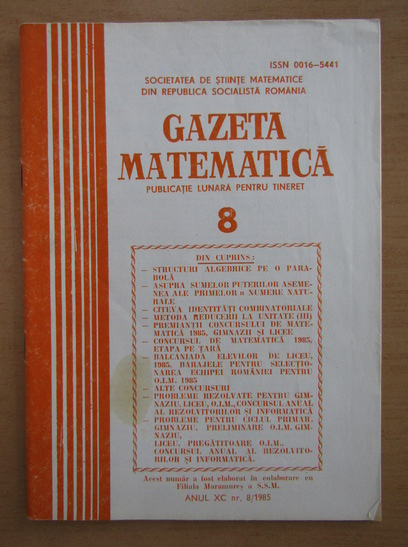 ISSN 0016-5441
SOCIETATEA DE ȘTIINȚE MATEMATICE
DIN REPUBLICA SOCIALISTĂ ROMÂNIA
GAZETA
MATEMATICĂ
PUBLICAȚIE LUNARĂ PENTRU TINERET
8
DIN CUPRINS:
— STRUCTURI ALGEBRICE PE O PARA-
BOLĂ
— ASUPRA SUMELOR PUTERILOR ASEME-
NEA ALE PRIMELOR n NUMERE NATU-
RALE
— CÎTEVA IDENTITĂȚI COMBINATORIALE
— METODA REDUCERII LA UNITATE (III)
— PREMIANȚII CONCURSULUI DE MATE-
MATICĂ 1985, GIMNAZII ȘI LICEE
— CONCURSUL DE MATEMATICĂ 1985,
ETAPA PE ȚARĂ
— BALCANIADA ELEVILOR DE LICEU,
1985, BARAJELE PENTRU SELECȚIO-
NAREA ECHIPEI ROMÂNIEI PENTRU
O.I.M. 1985
— ALTE CONCURSURI
— PROBLEME REZOLVATE PENTRU GIM-
NAZIU, LICEU, O.I.M., CONCURSUL ANUAL
AL REZOLVITORILOR ȘI INFORMATICĂ
— PROBLEME PENTRU CICLUL PRIMAR,
GIMNAZIU, PRELIMINARE O.I.M. GIM-
NAZIU,
LICEU, PREGĂTITOARE O.I.M.,
CONCURSUL ANUAL AL REZOLVITO-
RILOR ȘI INFORMATICĂ.
Acest număr a fost elaborat în colaborare cu
Filiala Maramureș a S.S.M.
ANUL XC nr. 8/1985